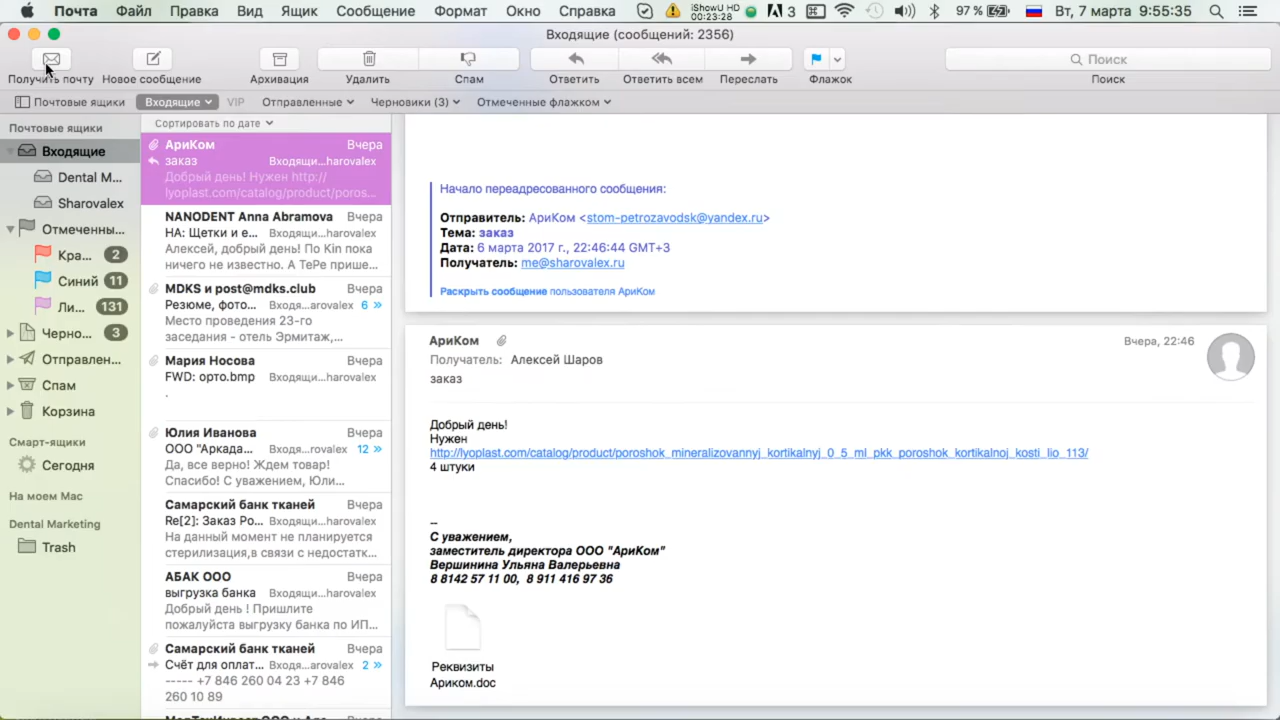 Почта Файл Правка Вид Ящик Сообщение Формат Окно Справка iShowU HD 00:23:28 3 97 % Вт, 7 марта 9:55:35
Входящие (сообщений: 2356)
Получить почту Новое сообщение Архивация Удалить Спам Ответить Ответить всем Переслать Флажок Поиск
Поиск
Почтовые ящики Входящие VIP Отправленные Черновики (3) Отмеченные флажком
Почтовые ящики
Входящие
Dental M...
Sharovalex
Отмеченны...
Кра... 2
Синий 11
Ли... 131
Черно... 3
Отправлен...
Спам
Корзина
Смарт-ящики
Сегодня
На моем Mac
Dental Marketing
Trash
Сортировать по дате
АриКом Вчера
заказ Входящи...harovalex
Добрый день! Нужен http://
lyoplast.com/catalog/product/poros...
NANODENT Anna Abramova Вчера
НА: Щетки и е... Входящи...harovalex
Алексей, добрый день! По Kin пока
ничего не известно. А ТеРе прише...
MDKS и post@mdks.club Вчера
Резюме, фото... Входя...arovalex 6 »
Место проведения 23-го
заседания - отель Эрмитаж,...
Мария Носова Вчера
FWD: орто.bmp Входящи...harovalex
.
Юлия Иванова Вчера
ООО "Аркада... Входя...rovalex 12 »
Да, все верно! Ждем товар!
Спасибо! С уважением, Юли...
Самарский банк тканей Вчера
Re[2]: Заказ Ро... Входящи...harovalex
На данный момент не планируется
стерилизация,в связи с недостатк...
АБАК ООО Вчера
выгрузка банка Входящи...harovalex
Добрый день ! Пришлите
пожалуйста выгрузку банка по ИП...
Самарский банк тканей Вчера
Счёт для оплат... Входя...arovalex 2 »
----- +7 846 260 04 23 +7 846
260 10 89
Начало переадресованного сообщения:
Отправитель: АриКом <stom-petrozavodsk@yandex.ru>
Тема: заказ
Дата: 6 марта 2017 г., 22:46:44 GMT+3
Получатель: me@sharovalex.ru
Раскрыть сообщение пользователя АриКом
АриКом Вчера, 22:46
Получатель: Алексей Шаров
заказ
Добрый день!
Нужен
http://lyoplast.com/catalog/product/poroshok_mineralizovannyj_kortikalnyj_0_5_ml_pkk_poroshok_kortikalnoj_kosti_lio_113/
4 штуки
--
С уважением,
заместитель директора ООО "АриКом"
Вершинина Ульяна Валерьевна
8 8142 57 11 00, 8 911 416 97 36
Реквизиты
Ариком.doc